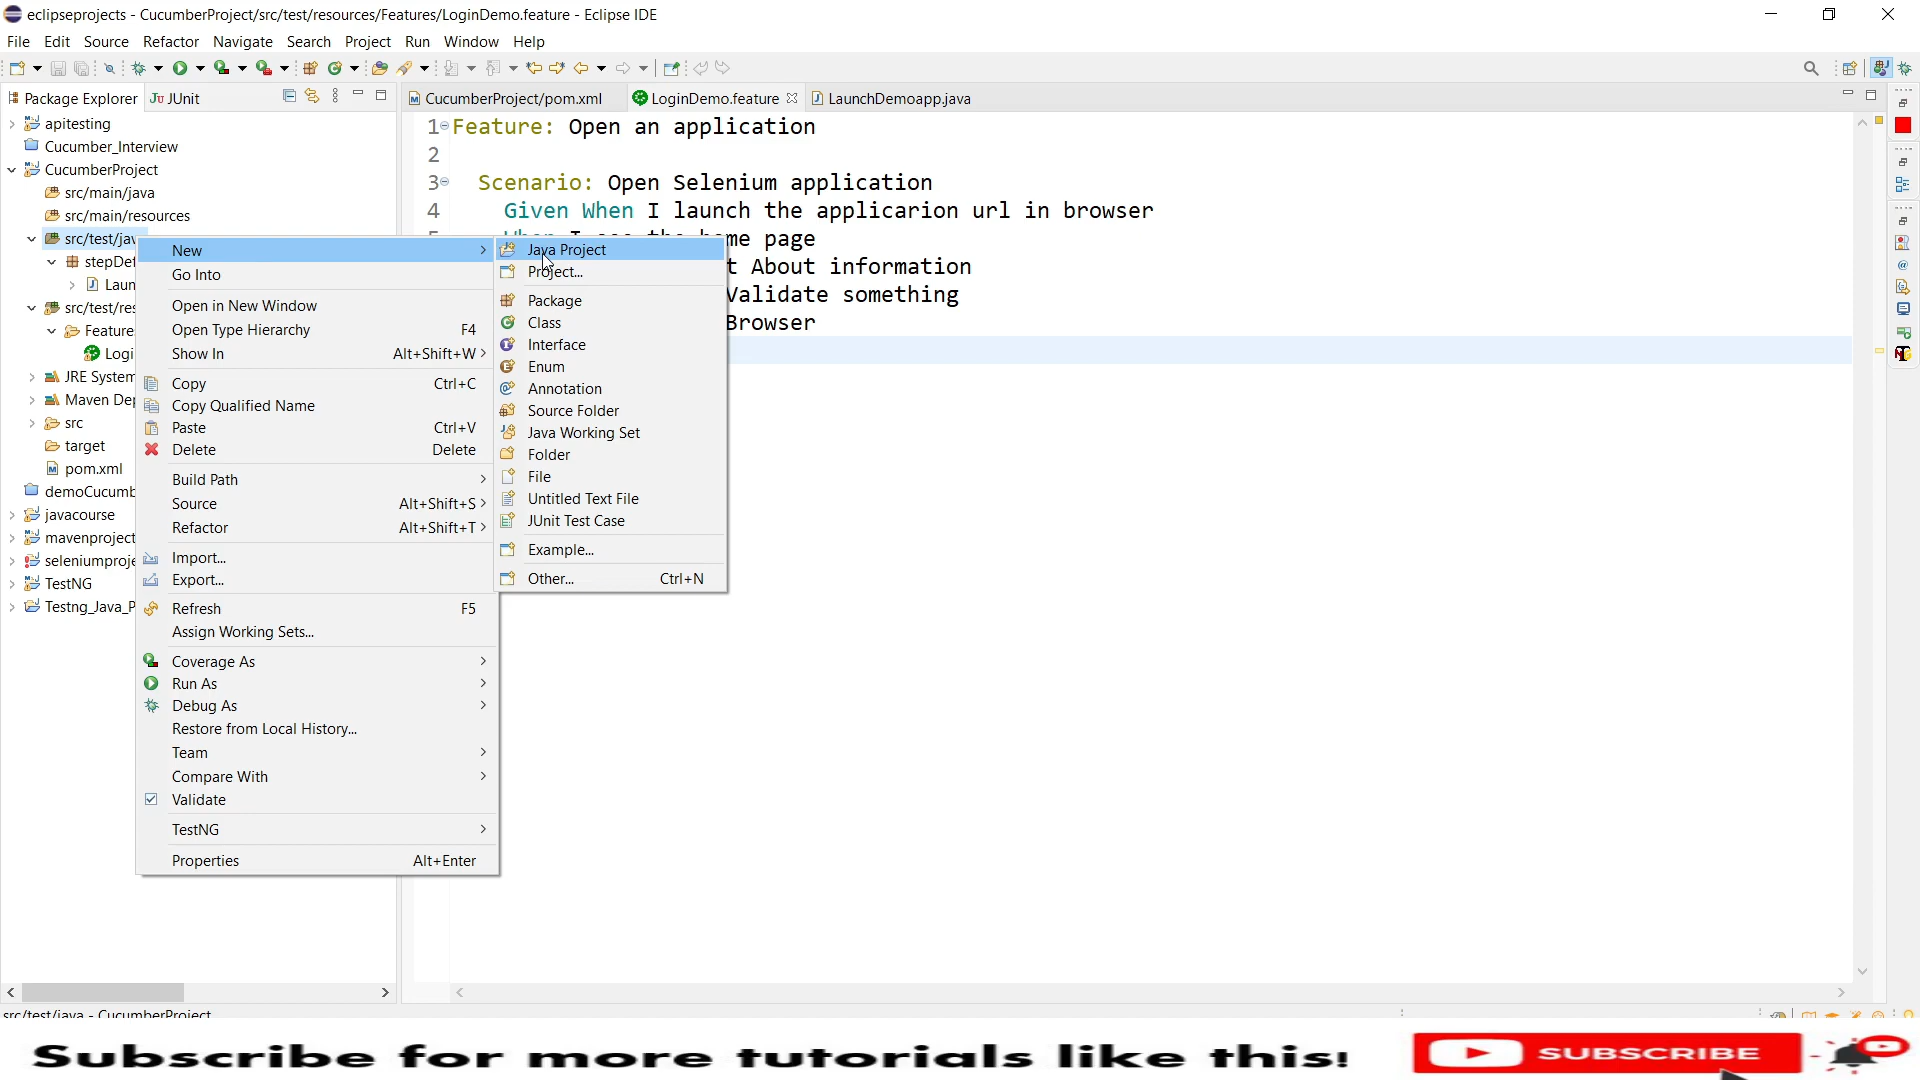 eclipseprojects - CucumberProject/src/test/resources/Features/LoginDemo.feature - Eclipse IDE
File Edit Source Refactor Navigate Search Run Project Window Help
Package Explorer
JUnit
CucumberProject/pom.xml
LoginDemo.feature
LaunchDemoapp.java
apitesting
Cucumber_Interview
CucumberProject
src/main/java
src/main/resources
src/test/jav
stepDef
Laun
src/test/res
Feature
Logi
JRE System
Maven De
src
target
pom.xml
demoCucumb
javacourse
mavenproject
seleniumproje
TestNG
Testng_Java_P
1 Feature: Open an application
2
3 Scenario: Open Selenium application
4 Given When I launch the applicarion url in browser
me page
t About information
Validate something
Browser
New
Go Into
Open in New Window
Open Type Hierarchy F4
Show In Alt+Shift+W
Copy Ctrl+C
Copy Qualified Name
Paste Ctrl+V
Delete Delete
Build Path
Source Alt+Shift+S
Refactor Alt+Shift+T
Import...
Export...
Refresh F5
Assign Working Sets...
Coverage As
Run As
Debug As
Restore from Local History...
Team
Compare With
Validate
TestNG
Properties Alt+Enter
Java Project
Project...
Package
Class
Interface
Enum
Annotation
Source Folder
Java Working Set
Folder
File
Untitled Text File
JUnit Test Case
Example...
Other... Ctrl+N
src/test/java - CucumberProject
Subscribe for more tutorials like this!
SUBSCRIBE